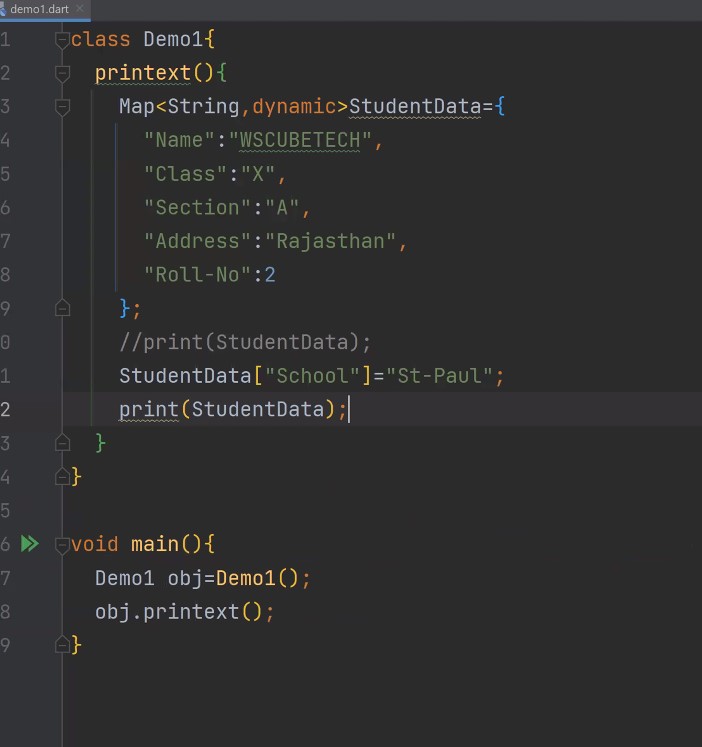 demo1.dart
1 class Demo1{
2 printext(){
3 Map<String,dynamic>StudentData={
4 "Name":"WSCUBETECH",
5 "Class":"X",
6 "Section":"A",
7 "Address":"Rajasthan",
8 "Roll-No":2
9 };
0 //print(StudentData);
1 StudentData["School"]="St-Paul";
2 print(StudentData);
3 }
4 }
5
6 void main(){
7 Demo1 obj=Demo1();
8 obj.printext();
9 }